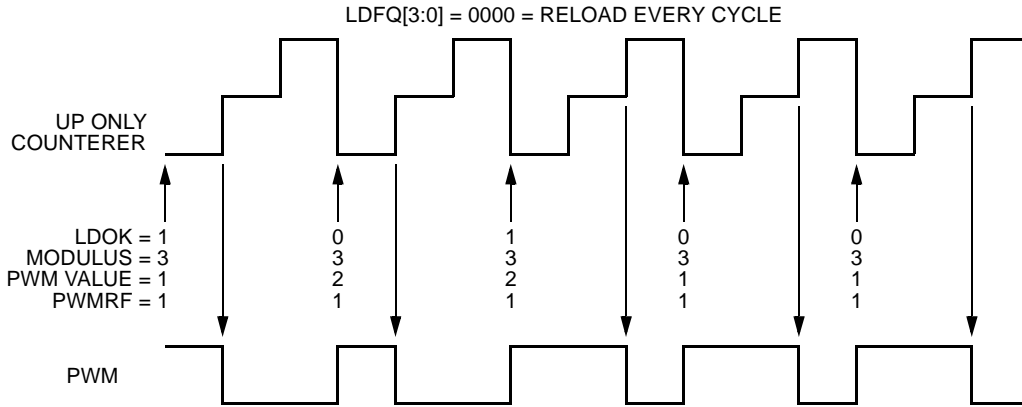 LDFQ[3:0] = 0000 = RELOAD EVERY CYCLE
UP ONLY
COUNTERER
LDOK = 1 0 1 0 0
MODULUS = 3 3 3 3 3
PWM VALUE = 1 2 2 1 1
PWMRF = 1 1 1 1 1
PWM